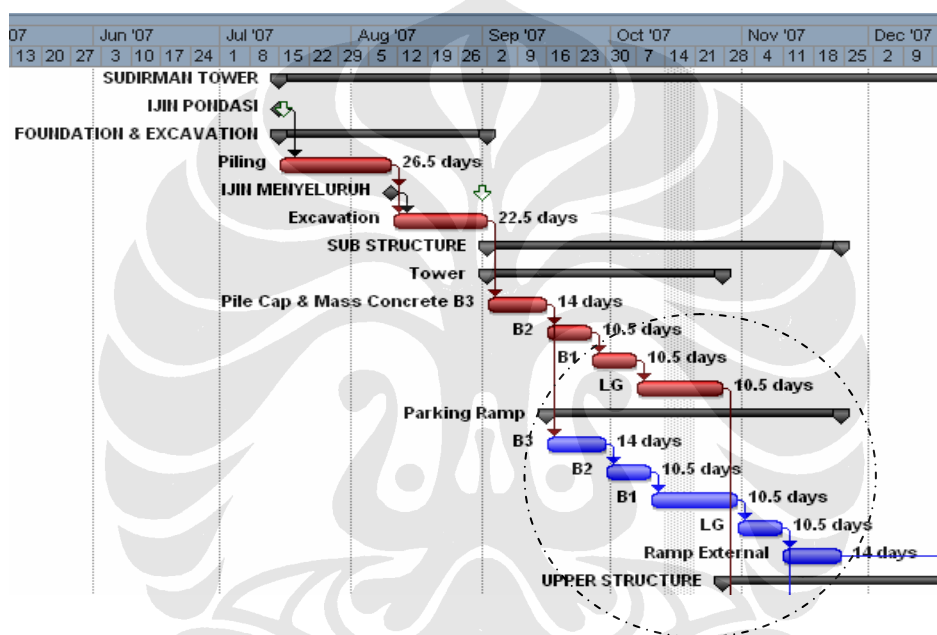 07 Jun '07 Jul '07 Aug '07 Sep '07 Oct '07 Nov '07 Dec '07
13 20 27 3 10 17 24 1 8 15 22 29 5 12 19 26 2 9 16 23 30 7 14 21 28 4 11 18 25 2 9
SUDIRMAN TOWER
IJIN PONDASI
FOUNDATION & EXCAVATION
Piling 26.5 days
IJIN MENYELURUH
Excavation 22.5 days
SUB STRUCTURE
Tower
Pile Cap & Mass Concrete B3 14 days
B2 10.5 days
B1 10.5 days
LG 10.5 days
Parking Ramp
B3 14 days
B2 10.5 days
B1 10.5 days
LG 10.5 days
Ramp External 14 days
UPPER STRUCTURE